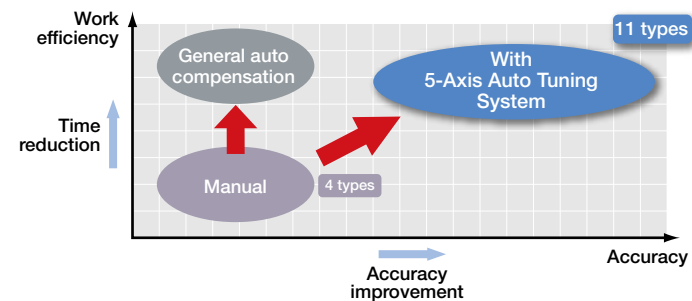 Work
efficiency
11 types
General auto
compensation
With
5-Axis Auto Tuning
System
Time
reduction
Manual
4 types
Accuracy
Accuracy
improvement